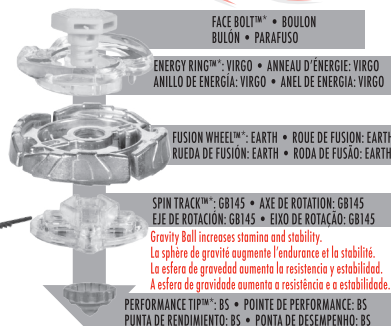 FACE BOLT™* • BOULON
BULÓN • PARAFUSO
ENERGY RING™*: VIRGO • ANNEAU D'ÉNERGIE: VIRGO
ANILLO DE ENERGÍA: VIRGO • ANEL DE ENERGIA: VIRGO
FUSION WHEEL™*: EARTH • ROUE DE FUSION: EARTH
RUEDA DE FUSIÓN: EARTH • RODA DE FUSÃO: EARTH
SPIN TRACK™*: GB145 • AXE DE ROTATION: GB145
EJE DE ROTACIÓN: GB145 • EIXO DE ROTAÇÃO: GB145
Gravity Ball increases stamina and stability.
La sphère de gravité augmente l'endurance et la stabilité.
La esfera de gravedad aumenta la resistencia y estabilidad.
A esfera de gravidade aumenta a resistência e a estabilidade.
PERFORMANCE TIP™*: BS • POINTE DE PERFORMANCE: BS
PUNTA DE RENDIMIENTO: BS • PONTA DE DESEMPENHO: BS